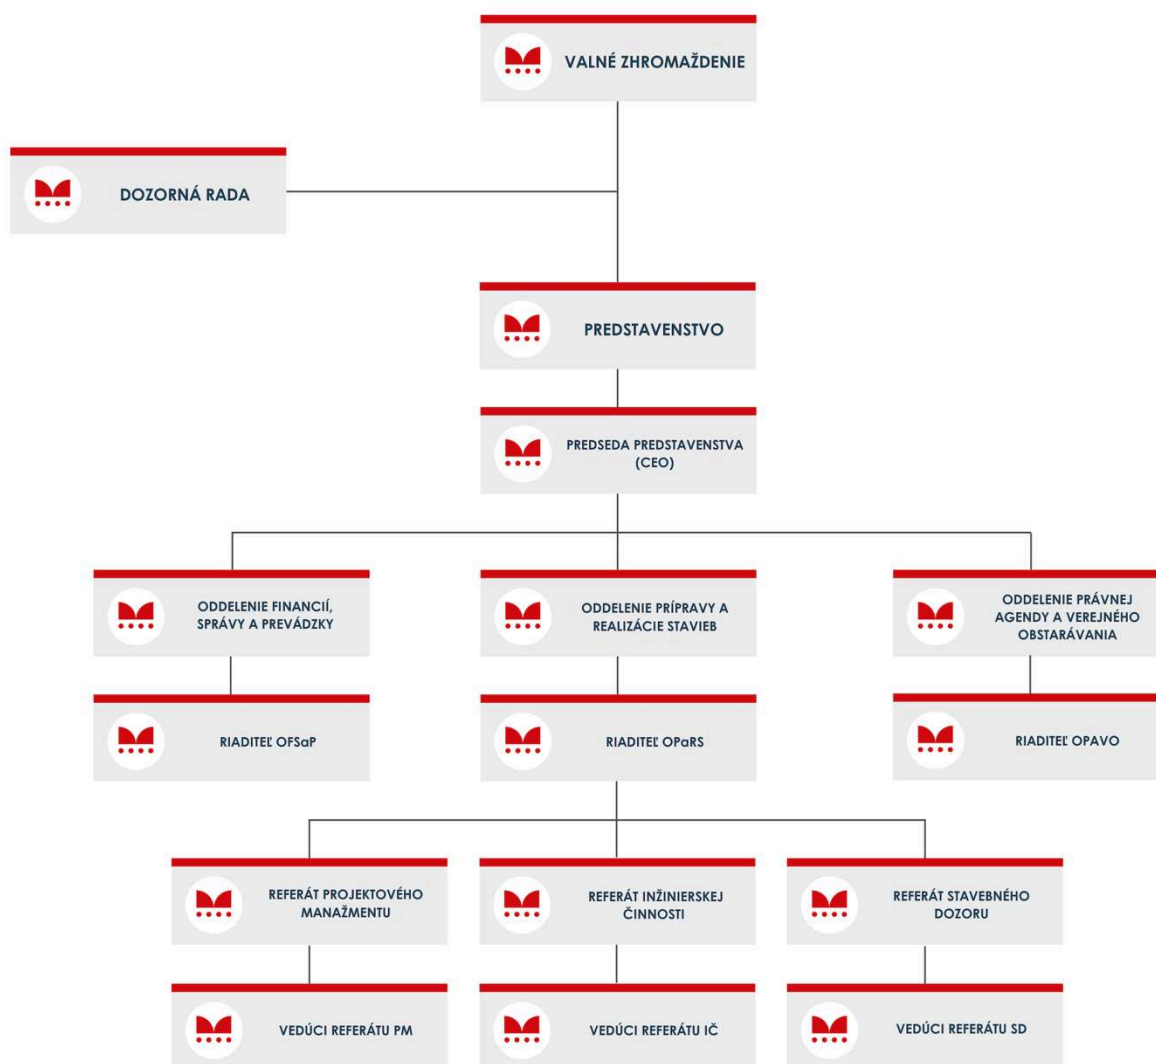 VALNÉ ZHROMAŽDENIE
DOZORNÁ RADA
PREDSTAVENSTVO
PREDSEDA PREDSTAVENSTVA
(CEO)
ODDELENIE FINANCIÍ,
SPRÁVY A PREVÁDZKY
ODDELENIE PRÍPRAVY A
REALIZÁCIE STAVIEB
ODDELENIE PRÁVNEJ
AGENDY A VEREJNÉHO
OBSTARÁVANIA
RIADITEĽ OFSaP
RIADITEĽ OPaRS
RIADITEĽ OPAVO
REFERÁT PROJEKTOVÉHO
MANAŽMENTU
REFERÁT INŽINIERSKEJ
ČINNOSTI
REFERÁT STAVEBNÉHO
DOZORU
VEDÚCI REFERÁTU PM
VEDÚCI REFERÁTU IČ
VEDÚCI REFERÁTU SD